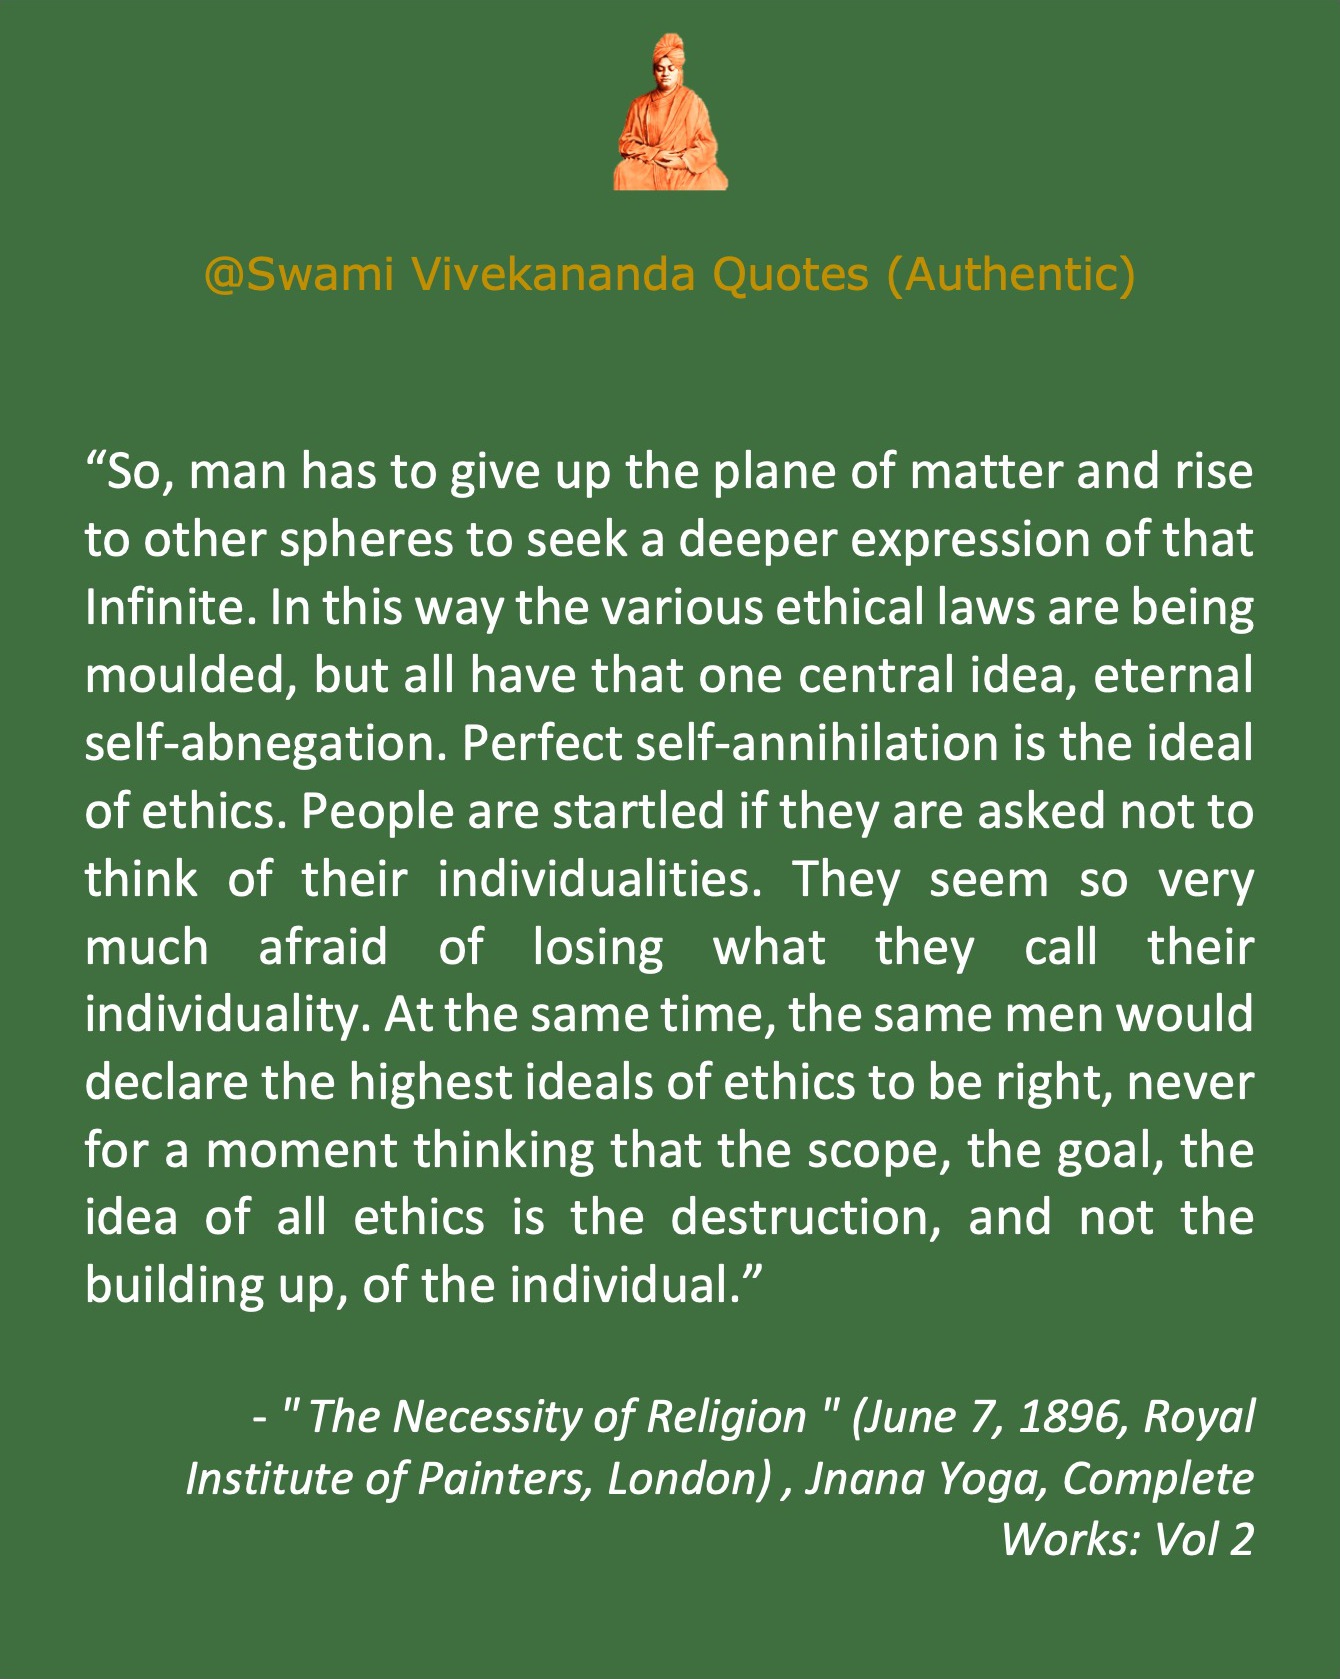 @Swami Vivekananda Quotes (Authentic)
“So, man has to give up the plane of matter and rise
to other spheres to seek a deeper expression of that
Infinite. In this way the various ethical laws are being
moulded, but all have that one central idea, eternal
self-abnegation. Perfect self-annihilation is the ideal
of ethics. People are startled if they are asked not to
think of their individualities. They seem so very
much afraid of losing what they call their
individuality. At the same time, the same men would
declare the highest ideals of ethics to be right, never
for a moment thinking that the scope, the goal, the
idea of all ethics is the destruction, and not the
building up, of the individual.”
- " The Necessity of Religion " (June 7, 1896, Royal
Institute of Painters, London) , Jnana Yoga, Complete
Works: Vol 2